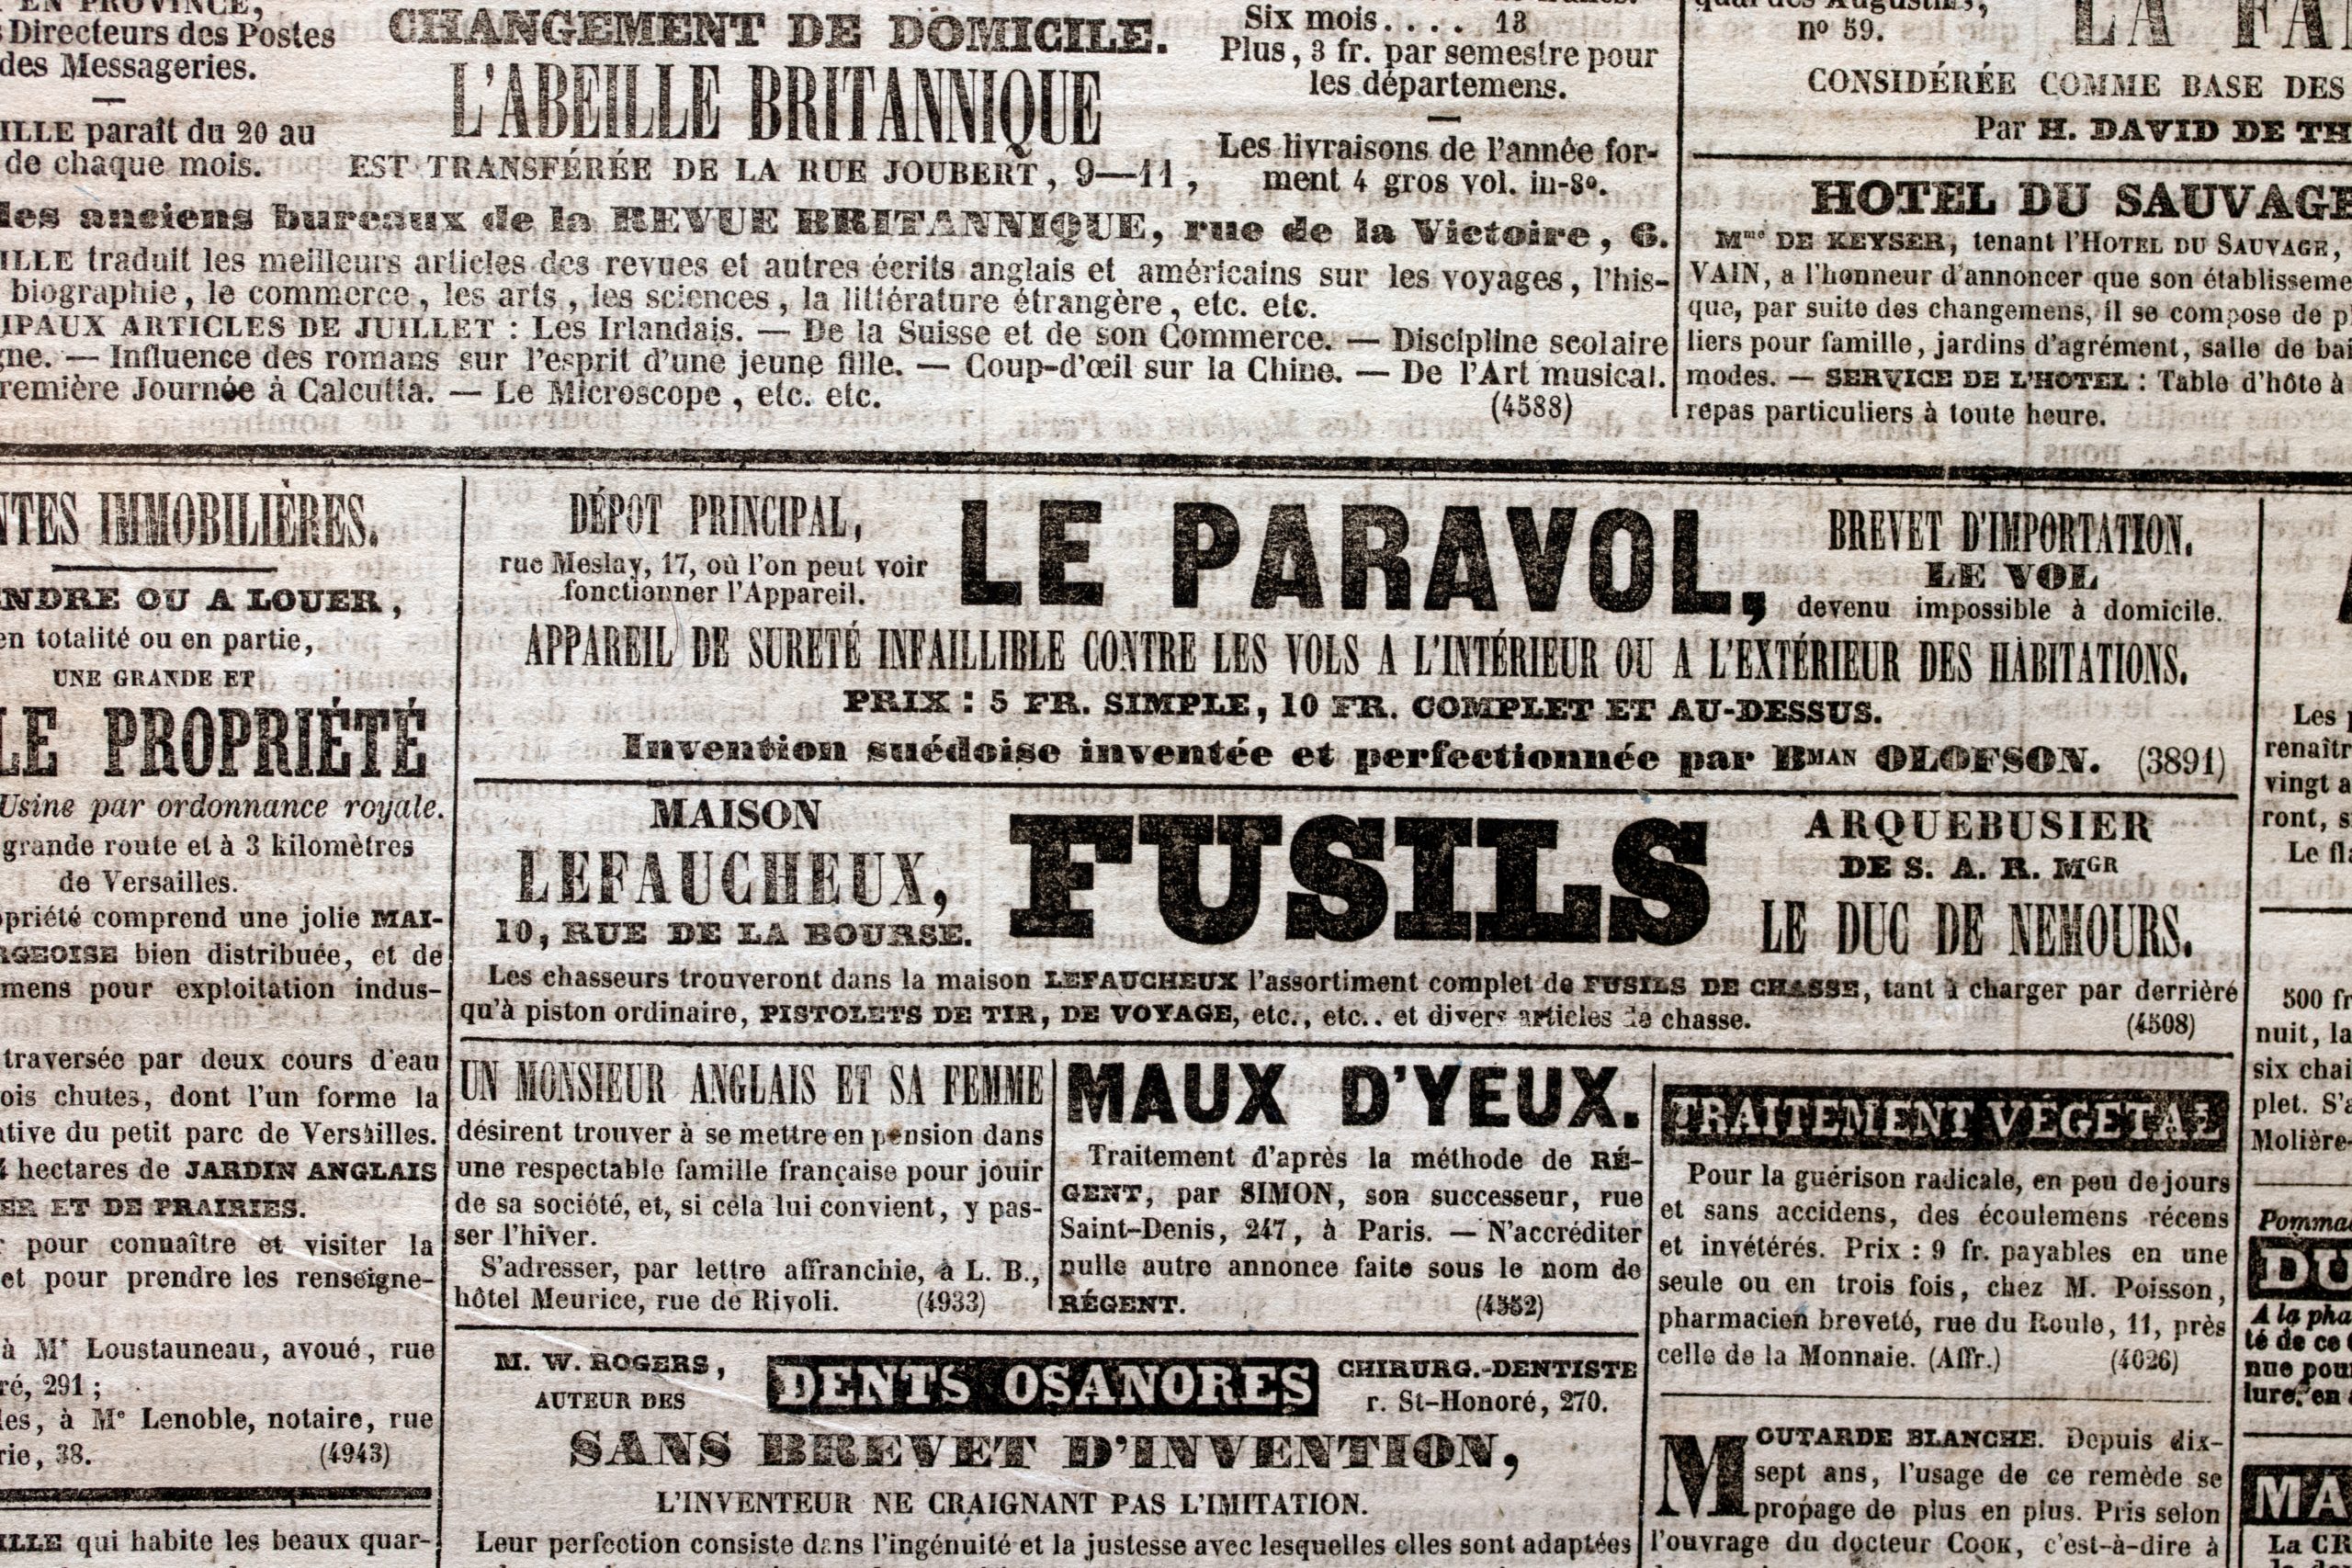 EN PROVINCE,
Directeurs des Postes
des Messageries.
ILLE paraît du 20 au
de chaque mois.
CHANGEMENT DE DOMICILE.
L'ABEILLE BRITANNIQUE
EST TRANSFÉRÉE DE LA RUE JOUBERT, 9—11,
Six mois. . . . 13
Plus, 3 fr. par semestre pour
les départemens.
Les livraisons de l'année for-
ment 4 gros vol. in-8º.
les anciens bureaux de la REVUE BRITANNIQUE, rue de la Victoire, 6.
ILLE traduit les meilleurs articles des revues et autres écrits anglais et américains sur les voyages, l'his-
biographie, le commerce, les arts, les sciences, la littérature étrangère, etc. etc.
IPAUX ARTICLES DE JUILLET : Les Irlandais. — De la Suisse et de son Commerce. — Discipline scolaire
gne. — Influence des romans sur l'esprit d'une jeune fille. — Coup-d'œil sur la Chine. — De l'Art musical.
remière Journée à Calcutta. — Le Microscope, etc. etc.
(4588)
quai des Augustins,
nº 59.
LA FA
CONSIDÉRÉE COMME BASE DES
Par H. DAVID DE TH
HOTEL DU SAUVAGE
Mme DE KEYSER, tenant l'HOTEL DU SAUVAGE,
VAIN, a l'honneur d'annoncer que son établisseme
que, par suite des changemens, il se compose de p
liers pour famille, jardins d'agrément, salle de bai
modes. — SERVICE DE L'HOTEL : Table d'hôte à
repas particuliers à toute heure.
NTES IMMOBILIÈRES.
ENDRE OU A LOUER,
en totalité ou en partie,
UNE GRANDE ET
LE PROPRIÉTÉ
Usine par ordonnance royale.
grande route et à 3 kilomètres
de Versailles.
opriété comprend une jolie MAI-
RGEOISE bien distribuée, et de
mens pour exploitation indus-
traversée par deux cours d'eau
ois chutes, dont l'un forme la
ative du petit parc de Versailles.
4 hectares de JARDIN ANGLAIS
ER ET DE PRAIRIES.
r pour connaître et visiter la
et pour prendre les renseigne-
à Mt Loustauneau, avoué, rue
ré, 291 ;
les, à Me Lenoble, notaire, rue
rie, 38. (4943)
ILLE qui habite les beaux quar-
DÉPOT PRINCIPAL,
rue Meslay, 17, où l'on peut voir
fonctionner l'Appareil.
LE PARAVOL,
BREVET D'IMPORTATION.
LE VOL
devenu impossible à domicile.
APPAREIL DE SURETÉ INFAILLIBLE CONTRE LES VOLS A L'INTÉRIEUR OU A L'EXTÉRIEUR DES HABITATIONS.
PRIX : 5 FR. SIMPLE, 10 FR. COMPLET ET AU-DESSUS.
Invention suédoise inventée et perfectionnée par BMAN OLOFSON. (3891)
MAISON
LEFAUCHEUX,
10, RUE DE LA BOURSE.
FUSILS
ARQUEBUSIER
DE S. A. R. MGR
LE DUC DE NEMOURS.
Les chasseurs trouveront dans la maison LEFAUCHEUX l'assortiment complet de FUSILS DE CHASSE, tant à charger par derrière
qu'à piston ordinaire, PISTOLETS DE TIR, DE VOYAGE, etc., etc.. et divers articles de chasse.
(4508)
UN MONSIEUR ANGLAIS ET SA FEMME
désirent trouver à se mettre en pension dans
une respectable famille française pour jouir
de sa société, et, si cela lui convient, y pas-
ser l'hiver.
S'adresser, par lettre affranchie, à L. B.,
hôtel Meurice, rue de Rivoli. (4933)
MAUX D'YEUX.
Traitement d'après la méthode de RÉ-
GENT, par SIMON, son successeur, rue
Saint-Denis, 247, à Paris. — N'accréditer
nulle autre annonce faite sous le nom de
RÉGENT. (4352)
TRAITEMENT VEGETAL
Pour la guérison radicale, en peu de jours
et sans accidens, des écoulemens récens
et invétérés. Prix : 9 fr. payables en une
seule ou en trois fois, chez M. Poisson,
pharmacien breveté, rue du Roule, 11, près
celle de la Monnaie. (Affr.) (4026)
M. W. ROGERS,
AUTEUR DES
DENTS OSANORES
CHIRURG.-DENTISTE
r. St-Honoré, 270.
SANS BREVET D'INVENTION,
L'INVENTEUR NE CRAIGNANT PAS L'IMITATION.
Leur perfection consiste dans l'ingénuité et la justesse avec lesquelles elles sont adaptées
MOUTARDE BLANCHE. Depuis dix-
sept ans, l'usage de ce remède se
propage de plus en plus. Pris selon
l'ouvrage du docteur COOK, c'est-à-dire à
Les
renaîtr
vingt a
ront, s
Le fla
500 fr
nuit, la
six chai
plet. S'a
Molière
Pomma
DU
A la pha
té de ce
nue pou
lure, en
MA
La CH